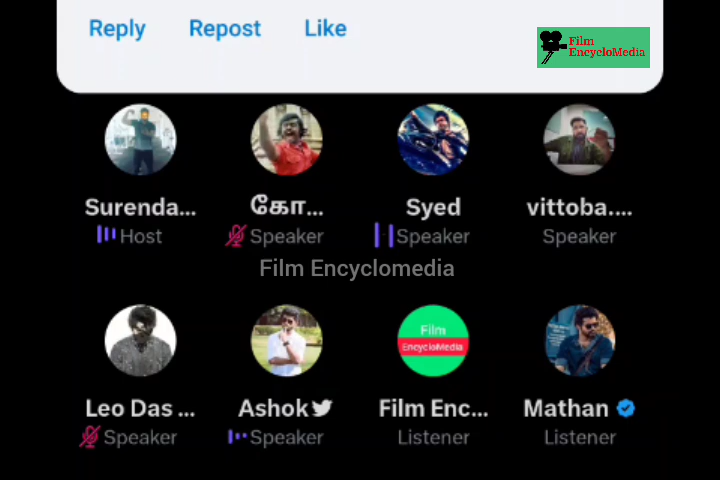 Reply Repost Like
Film
EncycloMedia
Surenda... கோ... Syed vittoba....
Host Speaker Speaker Speaker
Film Encyclomedia
Film
EncycloMedia
Leo Das ... Ashok Film Enc... Mathan
Speaker Speaker Listener Listener